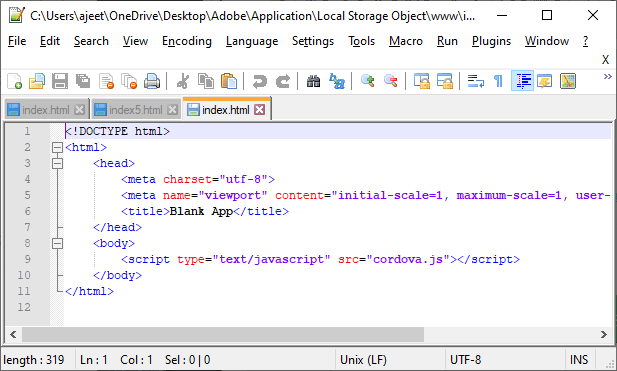 C:\Users\ajeet\OneDrive\Desktop\Adobe\Application\Local Storage Object\www\i...
File Edit Search View Encoding Language Settings Tools Macro Run Plugins Window ?
X
index.html index5.html index.html
1 <!DOCTYPE html>
2 <html>
3 <head>
4 <meta charset="utf-8">
5 <meta name="viewport" content="initial-scale=1, maximum-scale=1, user-
6 <title>Blank App</title>
7 </head>
8 <body>
9 <script type="text/javascript" src="cordova.js"></script>
10 </body>
11 </html>
12
length : 319 Ln : 1 Col : 1 Sel : 0 | 0 Unix (LF) UTF-8 INS